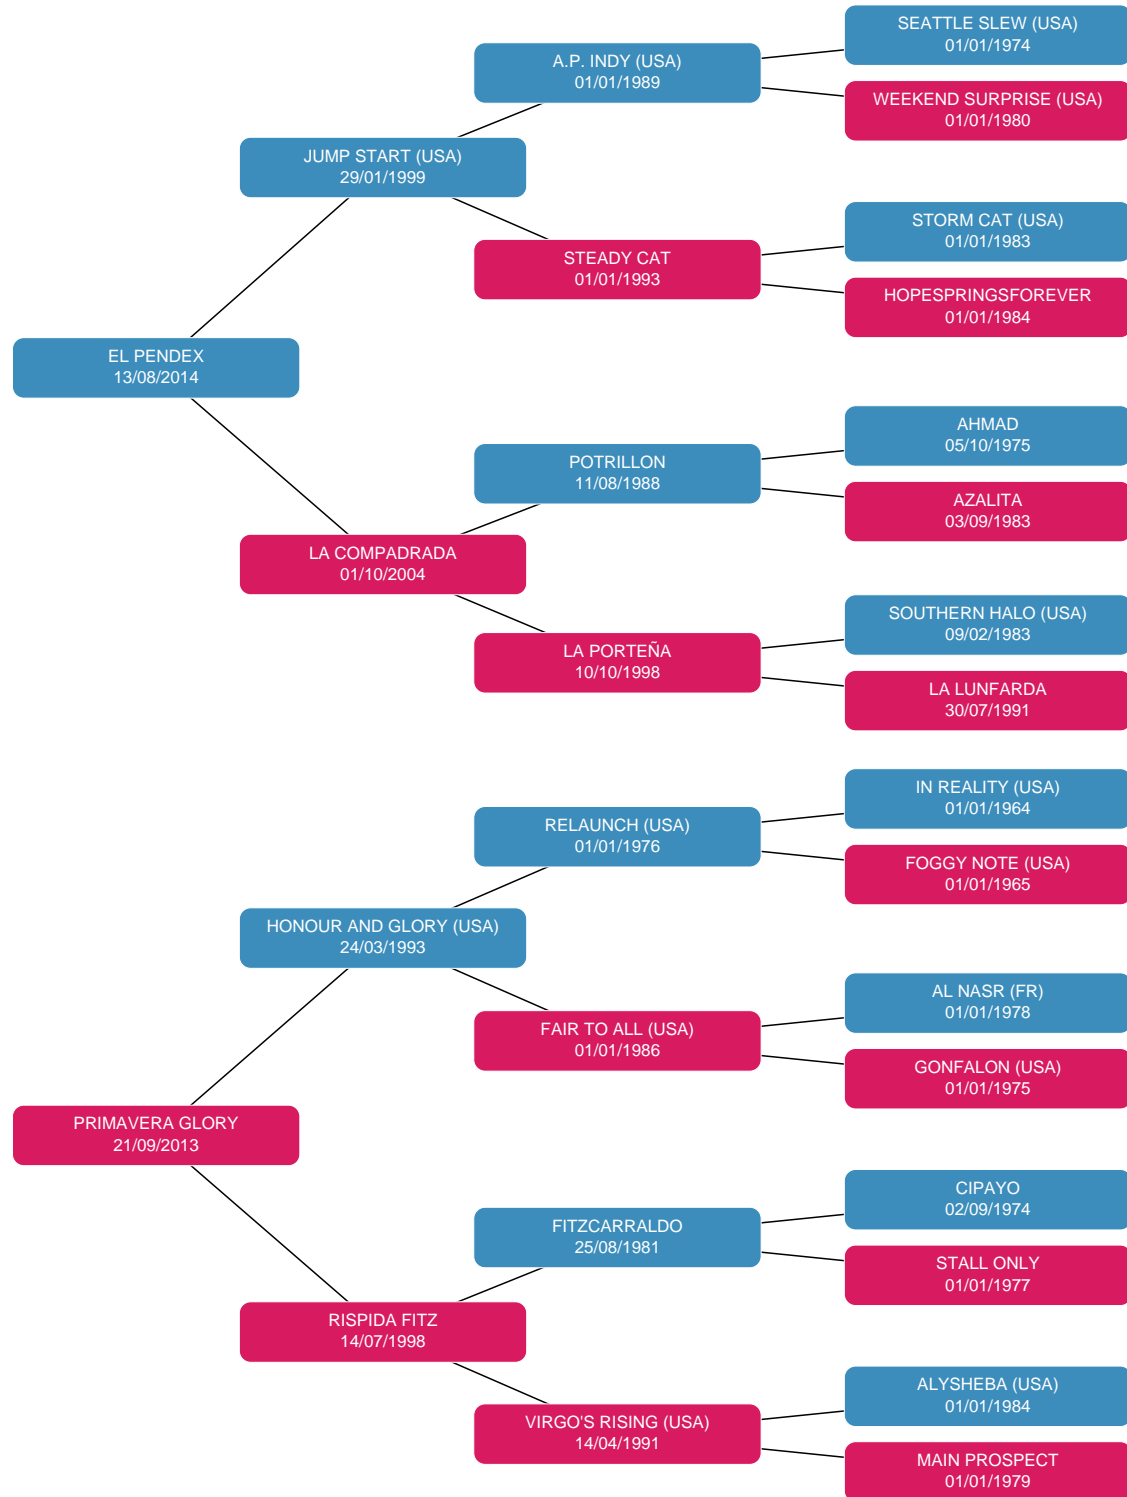 SEATTLE SLEW (USA)
01/01/1974
A.P. INDY (USA)
01/01/1989
WEEKEND SURPRISE (USA)
01/01/1980
JUMP START (USA)
29/01/1999
STORM CAT (USA)
01/01/1983
STEADY CAT
01/01/1993
HOPESPRINGSFOREVER
01/01/1984
EL PENDEX
13/08/2014
AHMAD
05/10/1975
POTRILLON
11/08/1988
AZALITA
03/09/1983
LA COMPADRADA
01/10/2004
SOUTHERN HALO (USA)
09/02/1983
LA PORTEÑA
10/10/1998
LA LUNFARDA
30/07/1991
IN REALITY (USA)
01/01/1964
RELAUNCH (USA)
01/01/1976
FOGGY NOTE (USA)
01/01/1965
HONOUR AND GLORY (USA)
24/03/1993
AL NASR (FR)
01/01/1978
FAIR TO ALL (USA)
01/01/1986
GONFALON (USA)
01/01/1975
PRIMAVERA GLORY
21/09/2013
CIPAYO
02/09/1974
FITZCARRALDO
25/08/1981
STALL ONLY
01/01/1977
RISPIDA FITZ
14/07/1998
ALYSHEBA (USA)
01/01/1984
VIRGO'S RISING (USA)
14/04/1991
MAIN PROSPECT
01/01/1979